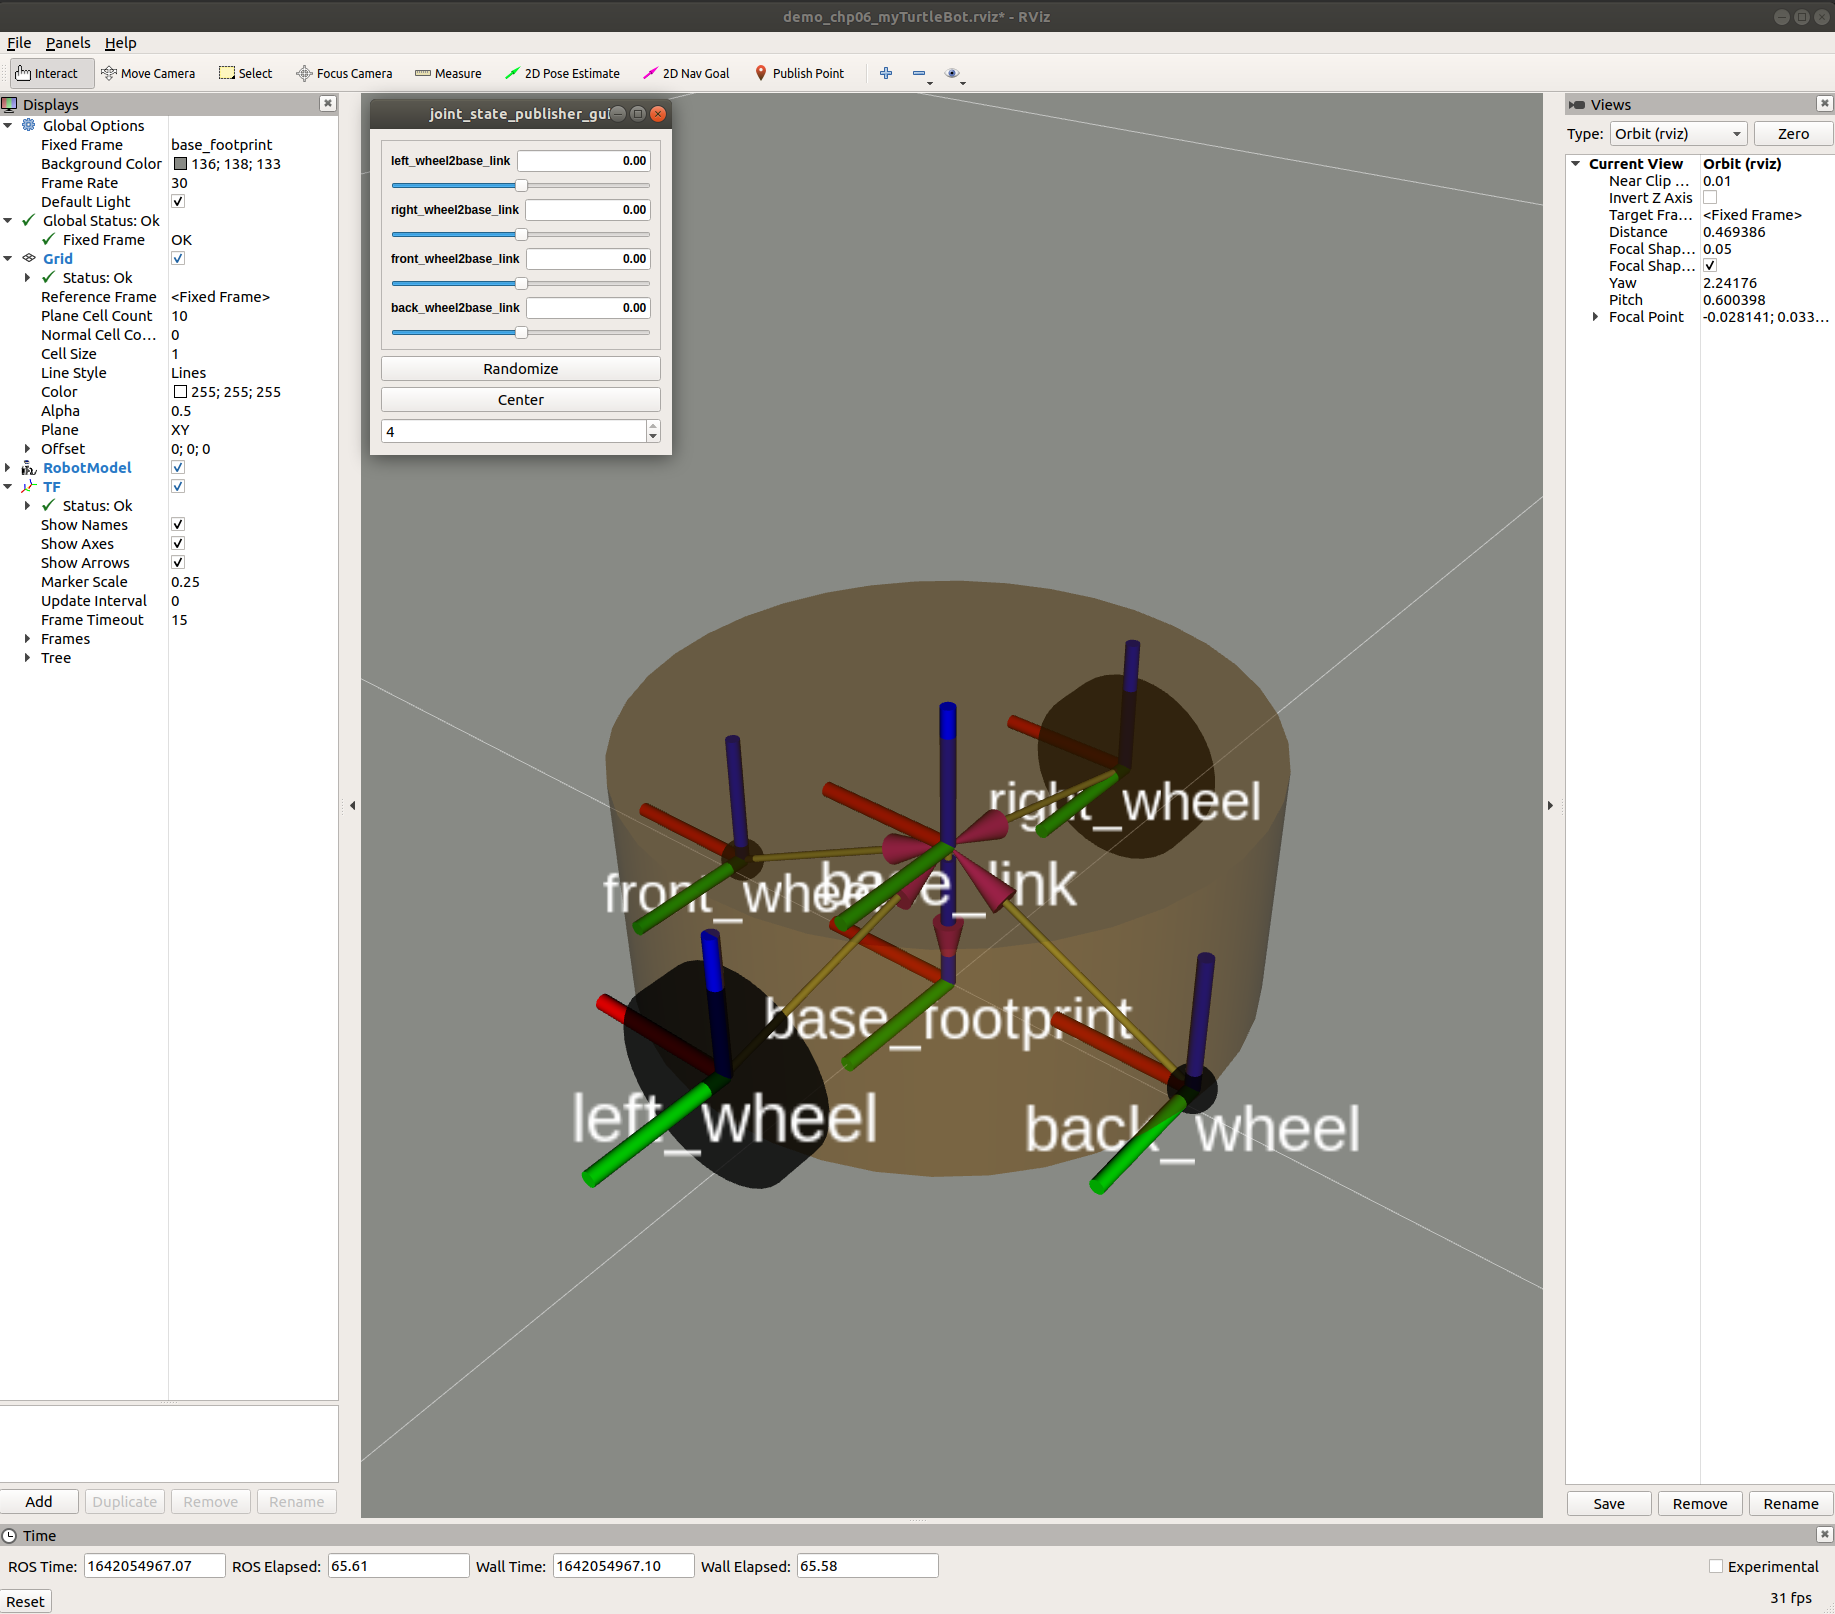 demo_chp06_myTurtleBot.rviz* - RViz
File Panels Help
Interact Move Camera Select Focus Camera Measure 2D Pose Estimate 2D Nav Goal Publish Point
Displays
Global Options
Fixed Frame base_footprint
Background Color 136; 138; 133
Frame Rate 30
Default Light
Global Status: Ok
Fixed Frame OK
Grid
Status: Ok
Reference Frame <Fixed Frame>
Plane Cell Count 10
Normal Cell Co... 0
Cell Size 1
Line Style Lines
Color 255; 255; 255
Alpha 0.5
Plane XY
Offset 0; 0; 0
RobotModel
TF
Status: Ok
Show Names
Show Axes
Show Arrows
Marker Scale 0.25
Update Interval 0
Frame Timeout 15
Frames
Tree
Add Duplicate Remove Rename
joint_state_publisher_gui
left_wheel2base_link 0.00
right_wheel2base_link 0.00
front_wheel2base_link 0.00
back_wheel2base_link 0.00
Randomize
Center
4
right_wheel
base_link
front_wheel
base_footprint
left_wheel
back_wheel
Views
Type: Orbit (rviz) Zero
Current View Orbit (rviz)
Near Clip ... 0.01
Invert Z Axis
Target Fra... <Fixed Frame>
Distance 0.469386
Focal Shap... 0.05
Focal Shap...
Yaw 2.24176
Pitch 0.600398
Focal Point -0.028141; 0.033...
Save Remove Rename
Time
ROS Time: 1642054967.07 ROS Elapsed: 65.61 Wall Time: 1642054967.10 Wall Elapsed: 65.58 Experimental
Reset 31 fps